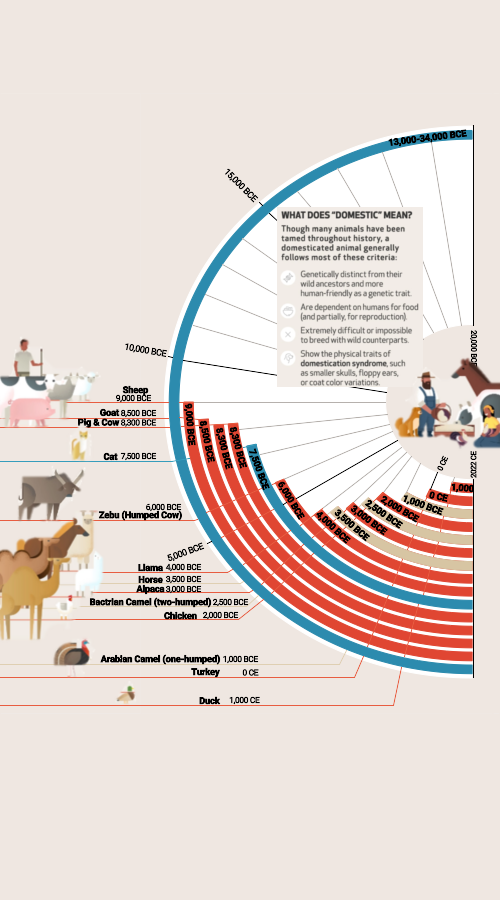 13,000-34,000 BCE
15,000 BCE
WHAT DOES "DOMESTIC" MEAN?
Though many animals have been
tamed throughout history, a
domesticated animal generally
follows most of these criteria:
Genetically distinct from their
wild ancestors and more
human-friendly as a genetic trait.
Are dependent on humans for food
(and partially, for reproduction).
Extremely difficult or impossible
to breed with wild counterparts.
Show the physical traits of
domestication syndrome, such
as smaller skulls, floppy ears,
or coat color variations.
10,000 BCE
20,000 BCE
Sheep
9,000 BCE
Goat 8,500 BCE
Pig & Cow 8,300 BCE
Cat 7,500 BCE
6,000 BCE
Zebu (Humped Cow)
5,000 BCE
Llama 4,000 BCE
Horse 3,500 BCE
Alpaca 3,000 BCE
Bactrian Camel (two-humped) 2,500 BCE
Chicken 2,000 BCE
Arabian Camel (one-humped) 1,000 BCE
Turkey 0 CE
Duck 1,000 CE
9,000 BCE
8,500 BCE
8,300 BCE
8,300 BCE
7,500 BCE
6,000 BCE
4,000 BCE
3,500 BCE
3,000 BCE
2,500 BCE
2,000 BCE
1,000 BCE
0 CE
1,000
0 CE
2022 CE